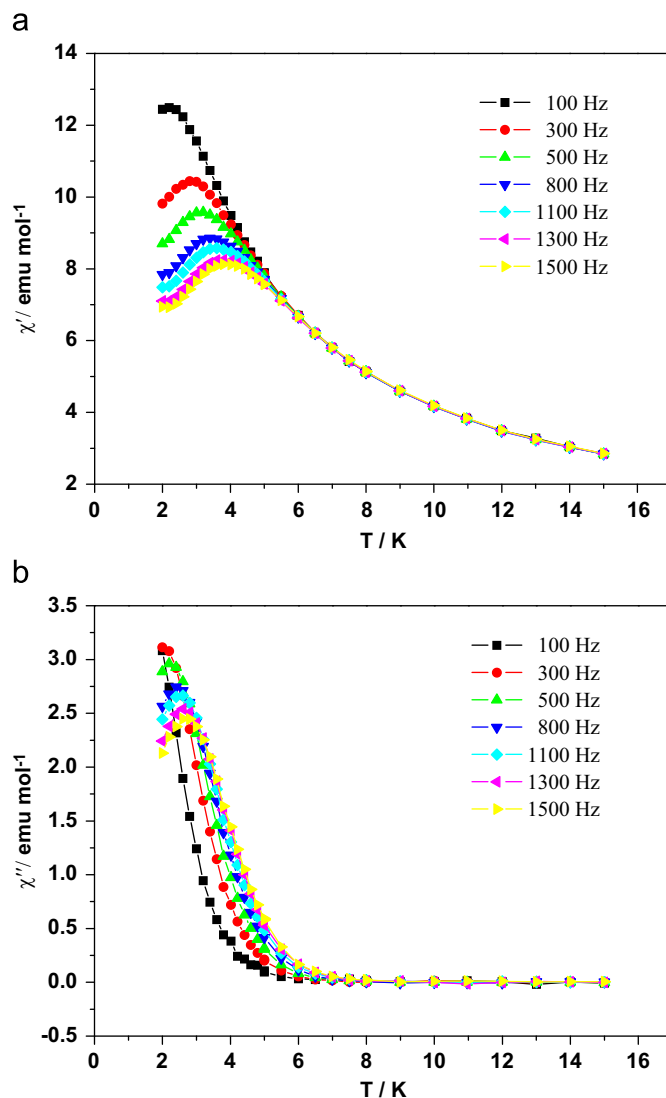 a
14
12
10
8
6
4
2
χ′/ emu mol⁻¹
100 Hz
300 Hz
500 Hz
800 Hz
1100 Hz
1300 Hz
1500 Hz
0 2 4 6 8 10 12 14 16
T / K
b
3.5
3.0
2.5
2.0
1.5
1.0
0.5
0.0
-0.5
χ″/ emu mol⁻¹
100 Hz
300 Hz
500 Hz
800 Hz
1100 Hz
1300 Hz
1500 Hz
0 2 4 6 8 10 12 14 16
T / K